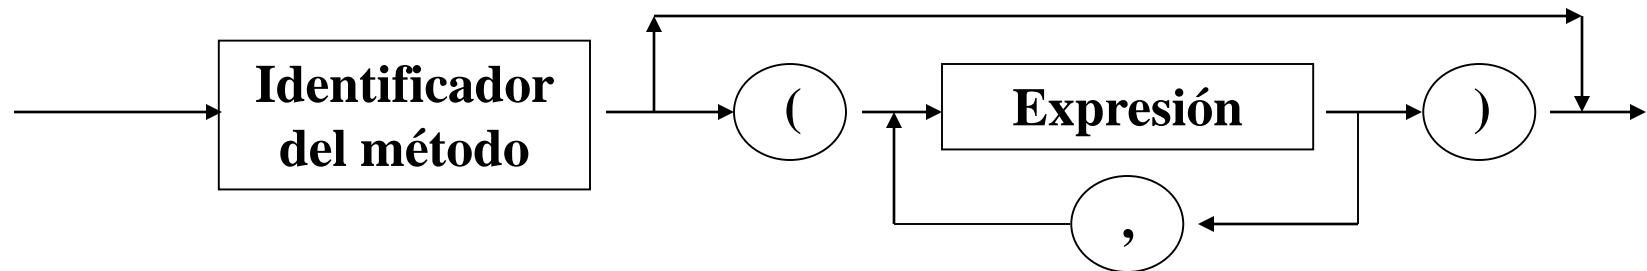 Identificador
del método
(
Expresión
)
,